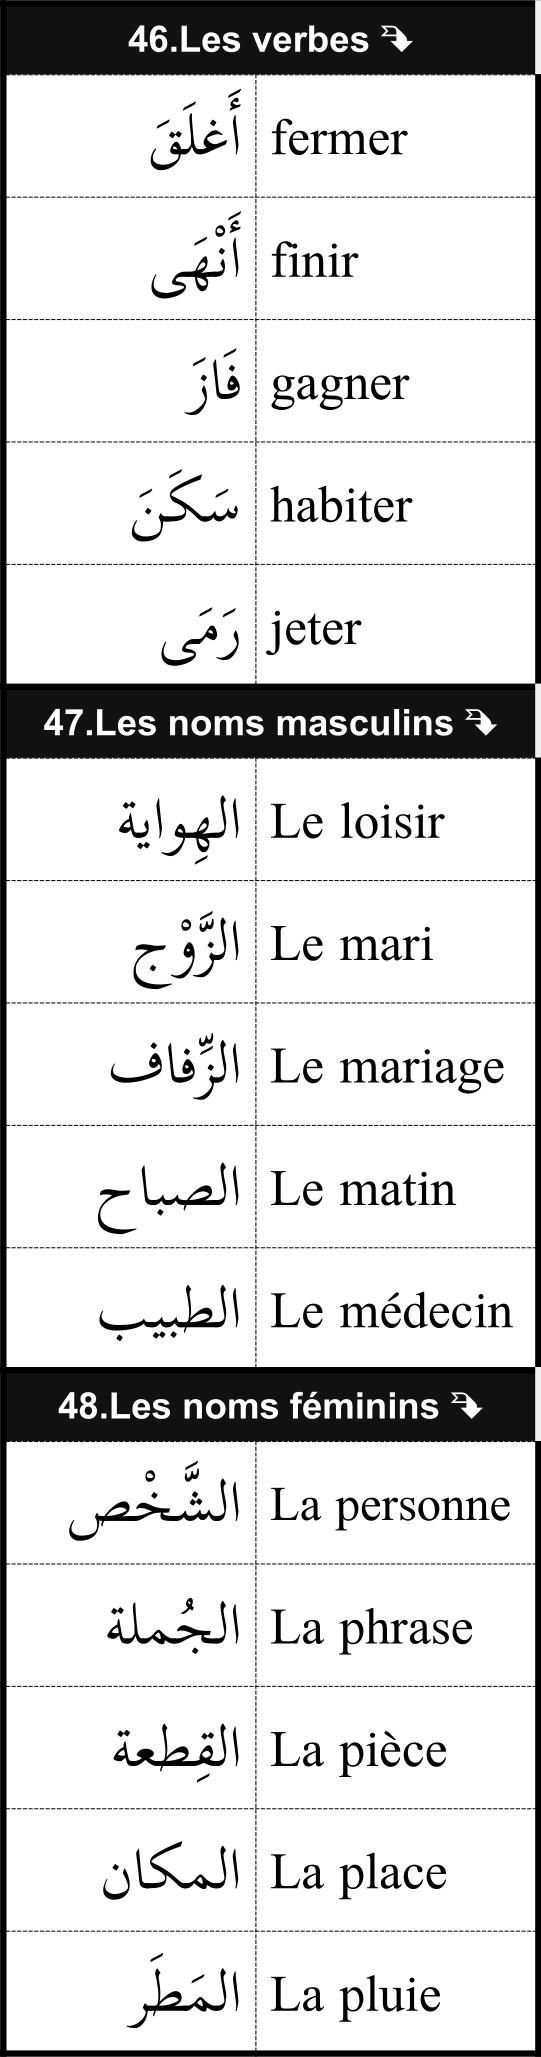 46.Les verbes ⮷
أَغلَقَ fermer
أَنْهَى finir
فَازَ gagner
سَكَنَ habiter
رَمَى jeter
47.Les noms masculins ⮷
الهِواية Le loisir
الزَّوْج Le mari
الزِّفاف Le mariage
الصباح Le matin
الطبيب Le médecin
48.Les noms féminins ⮷
الشَّخْص La personne
الجُملة La phrase
القِطعة La pièce
المكان La place
المَطَر La pluie